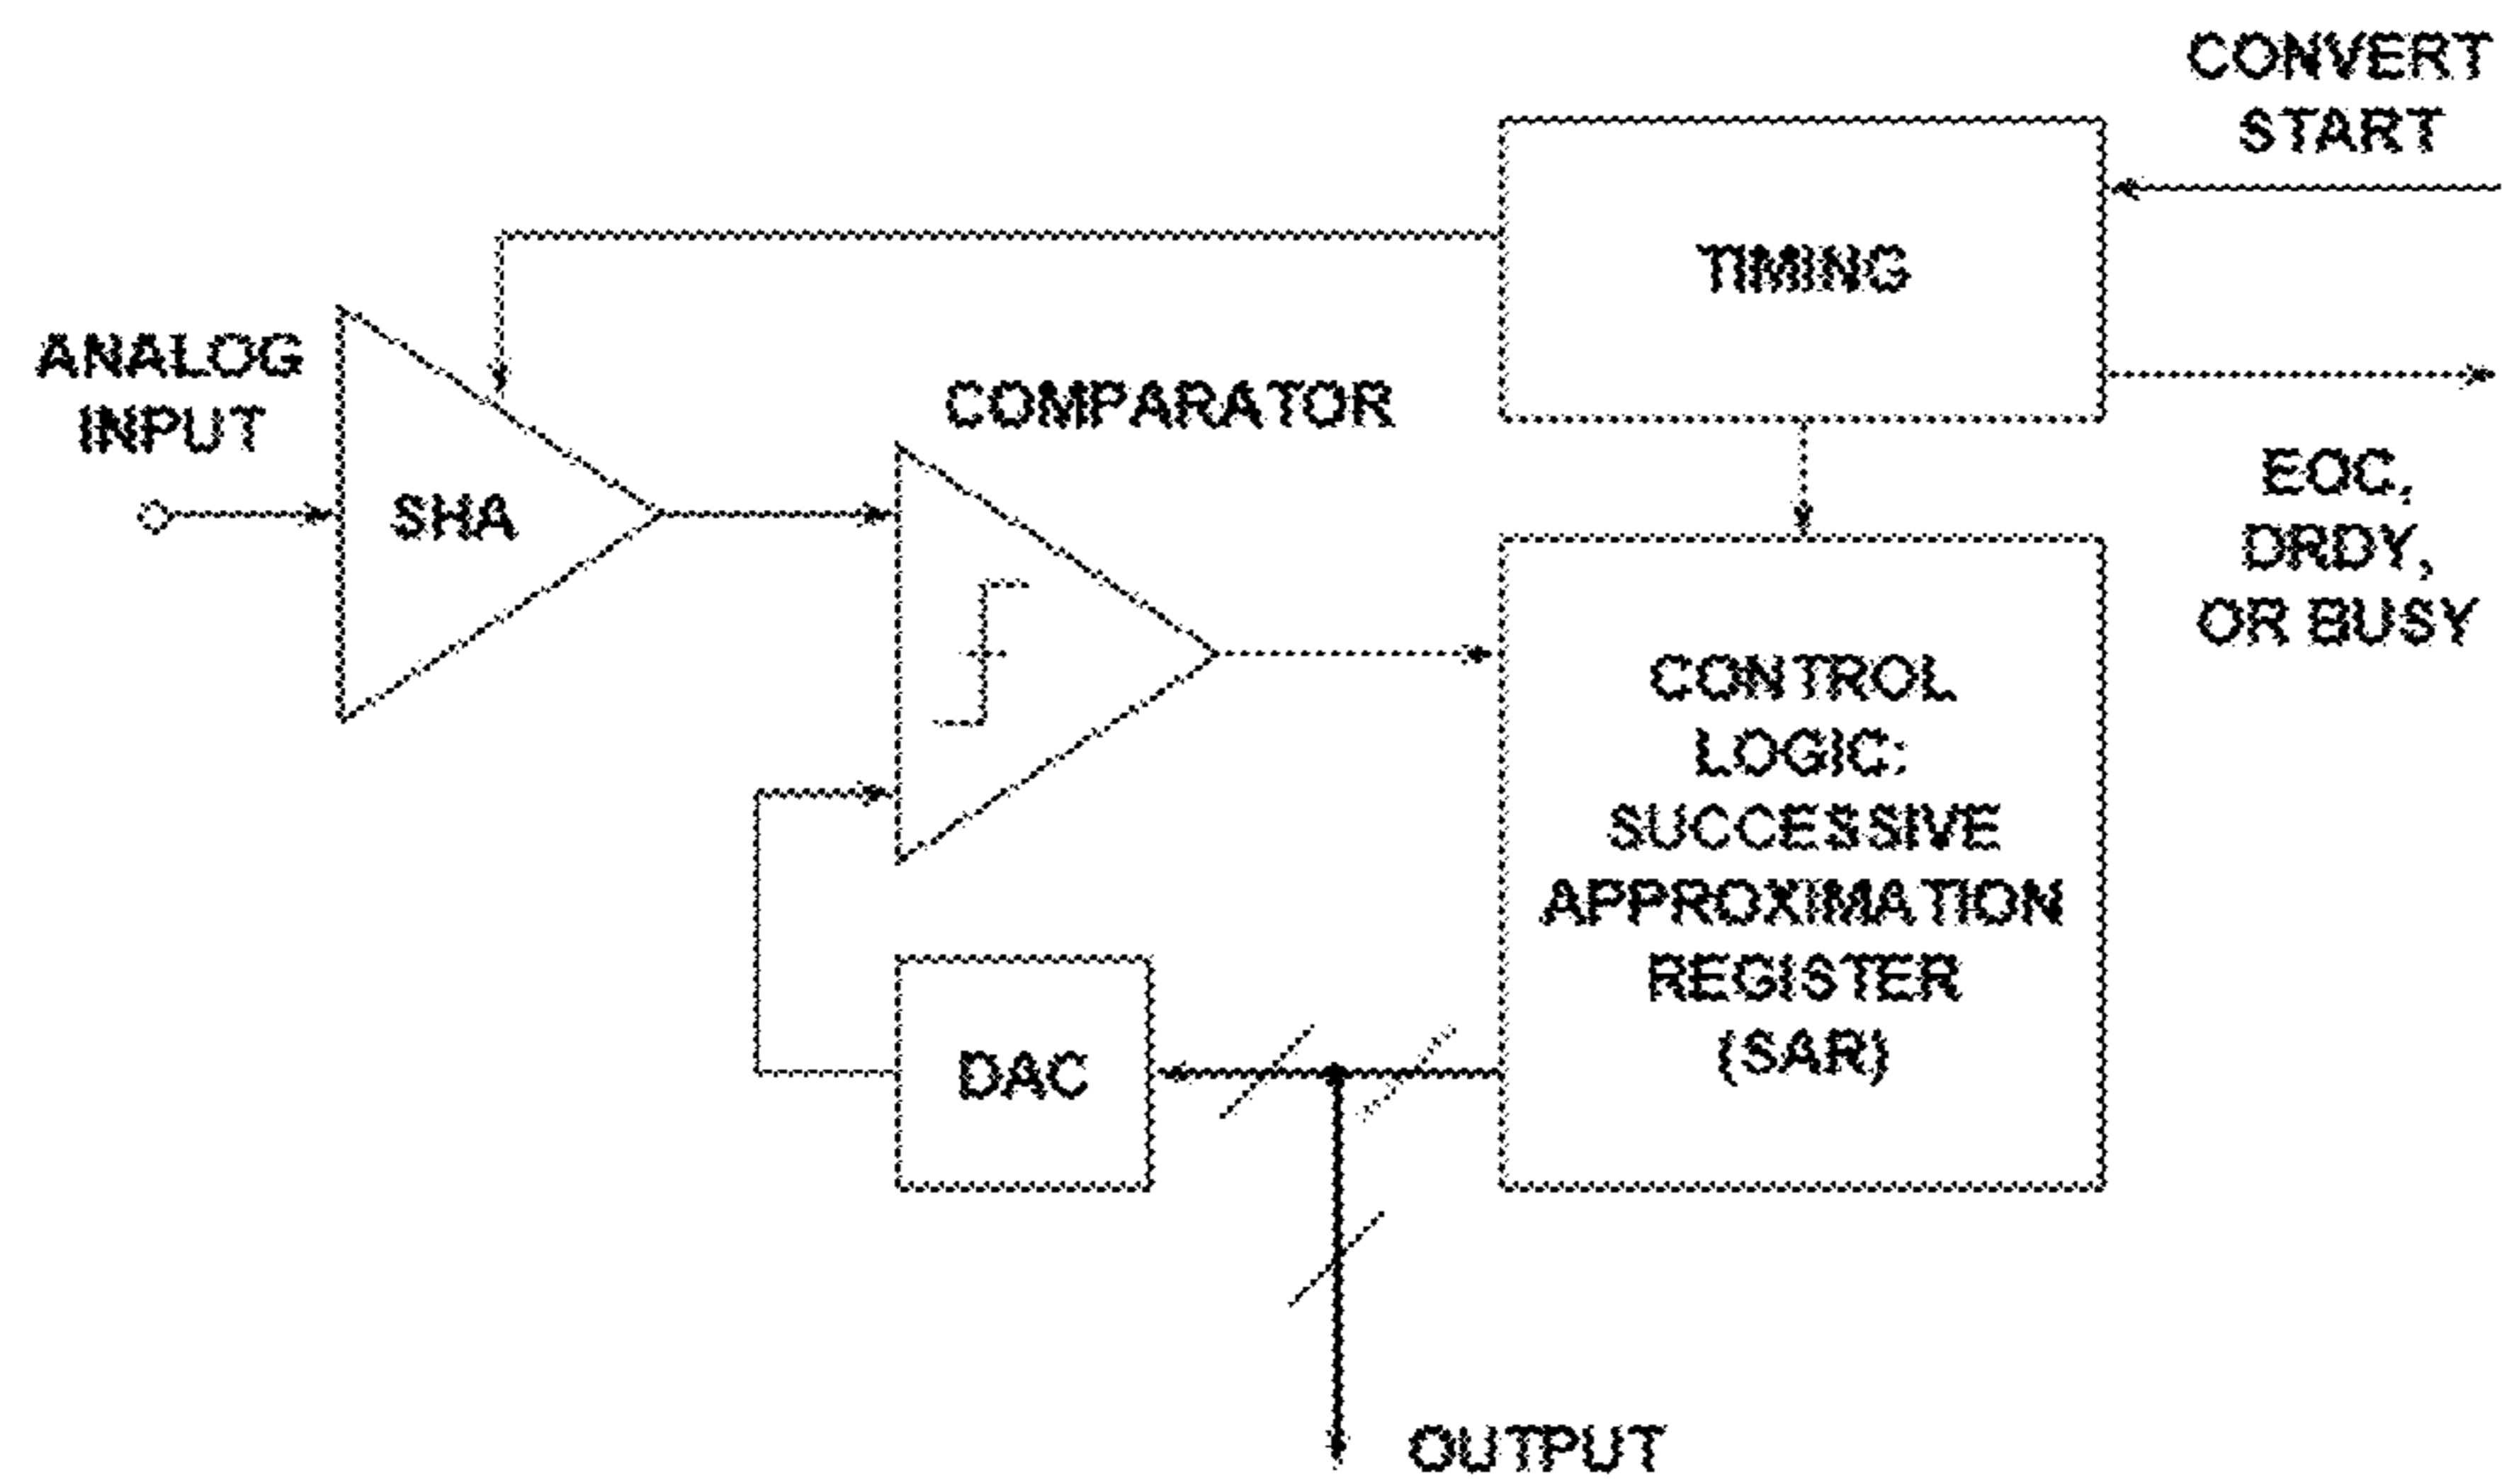 CONVERT
START
TIMING
ANALOG
INPUT
SHA
COMPARATOR
EOC,
DRDY,
OR BUSY
CONTROL
LOGIC:
SUCCESSIVE
APPROXIMATION
REGISTER
(SAR)
DAC
OUTPUT